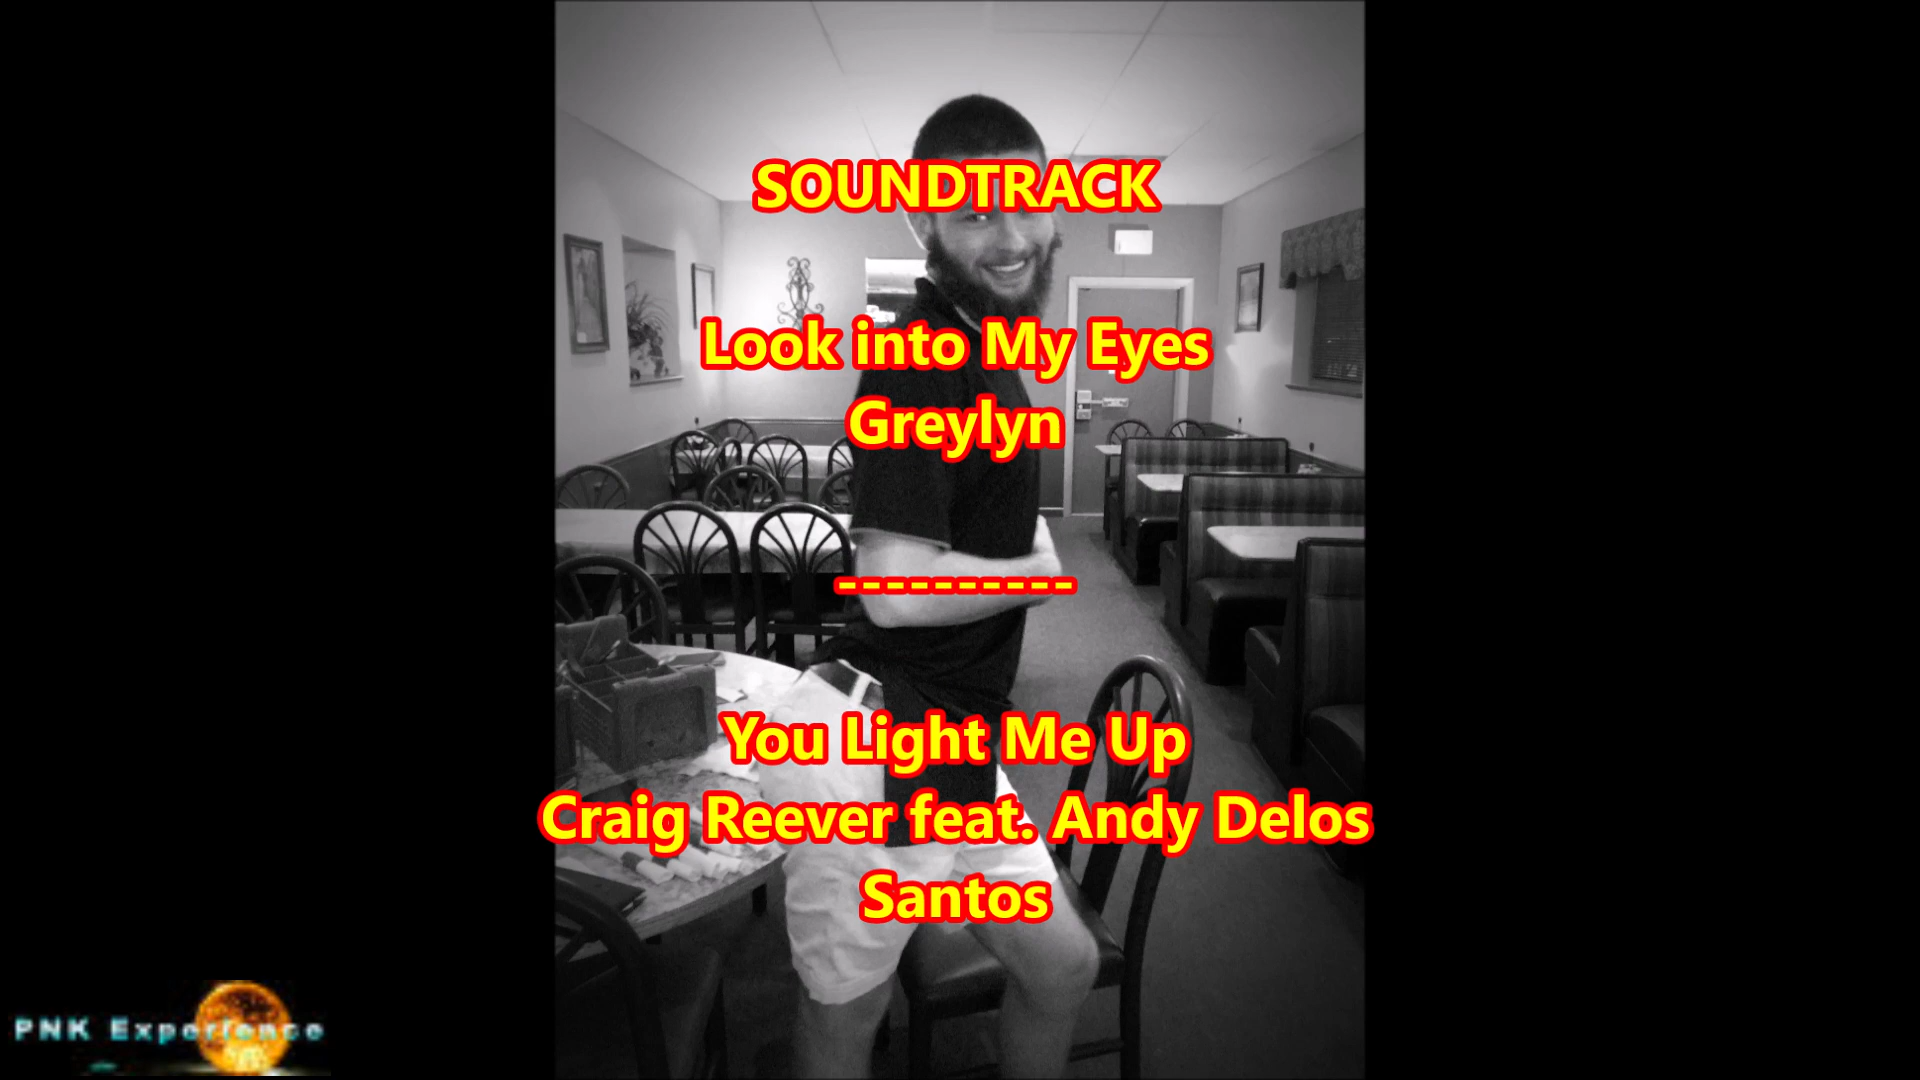 SOUNDTRACK
Look into My Eyes
Greylyn
----------
You Light Me Up
Craig Reever feat. Andy Delos
Santos
PNK Experience